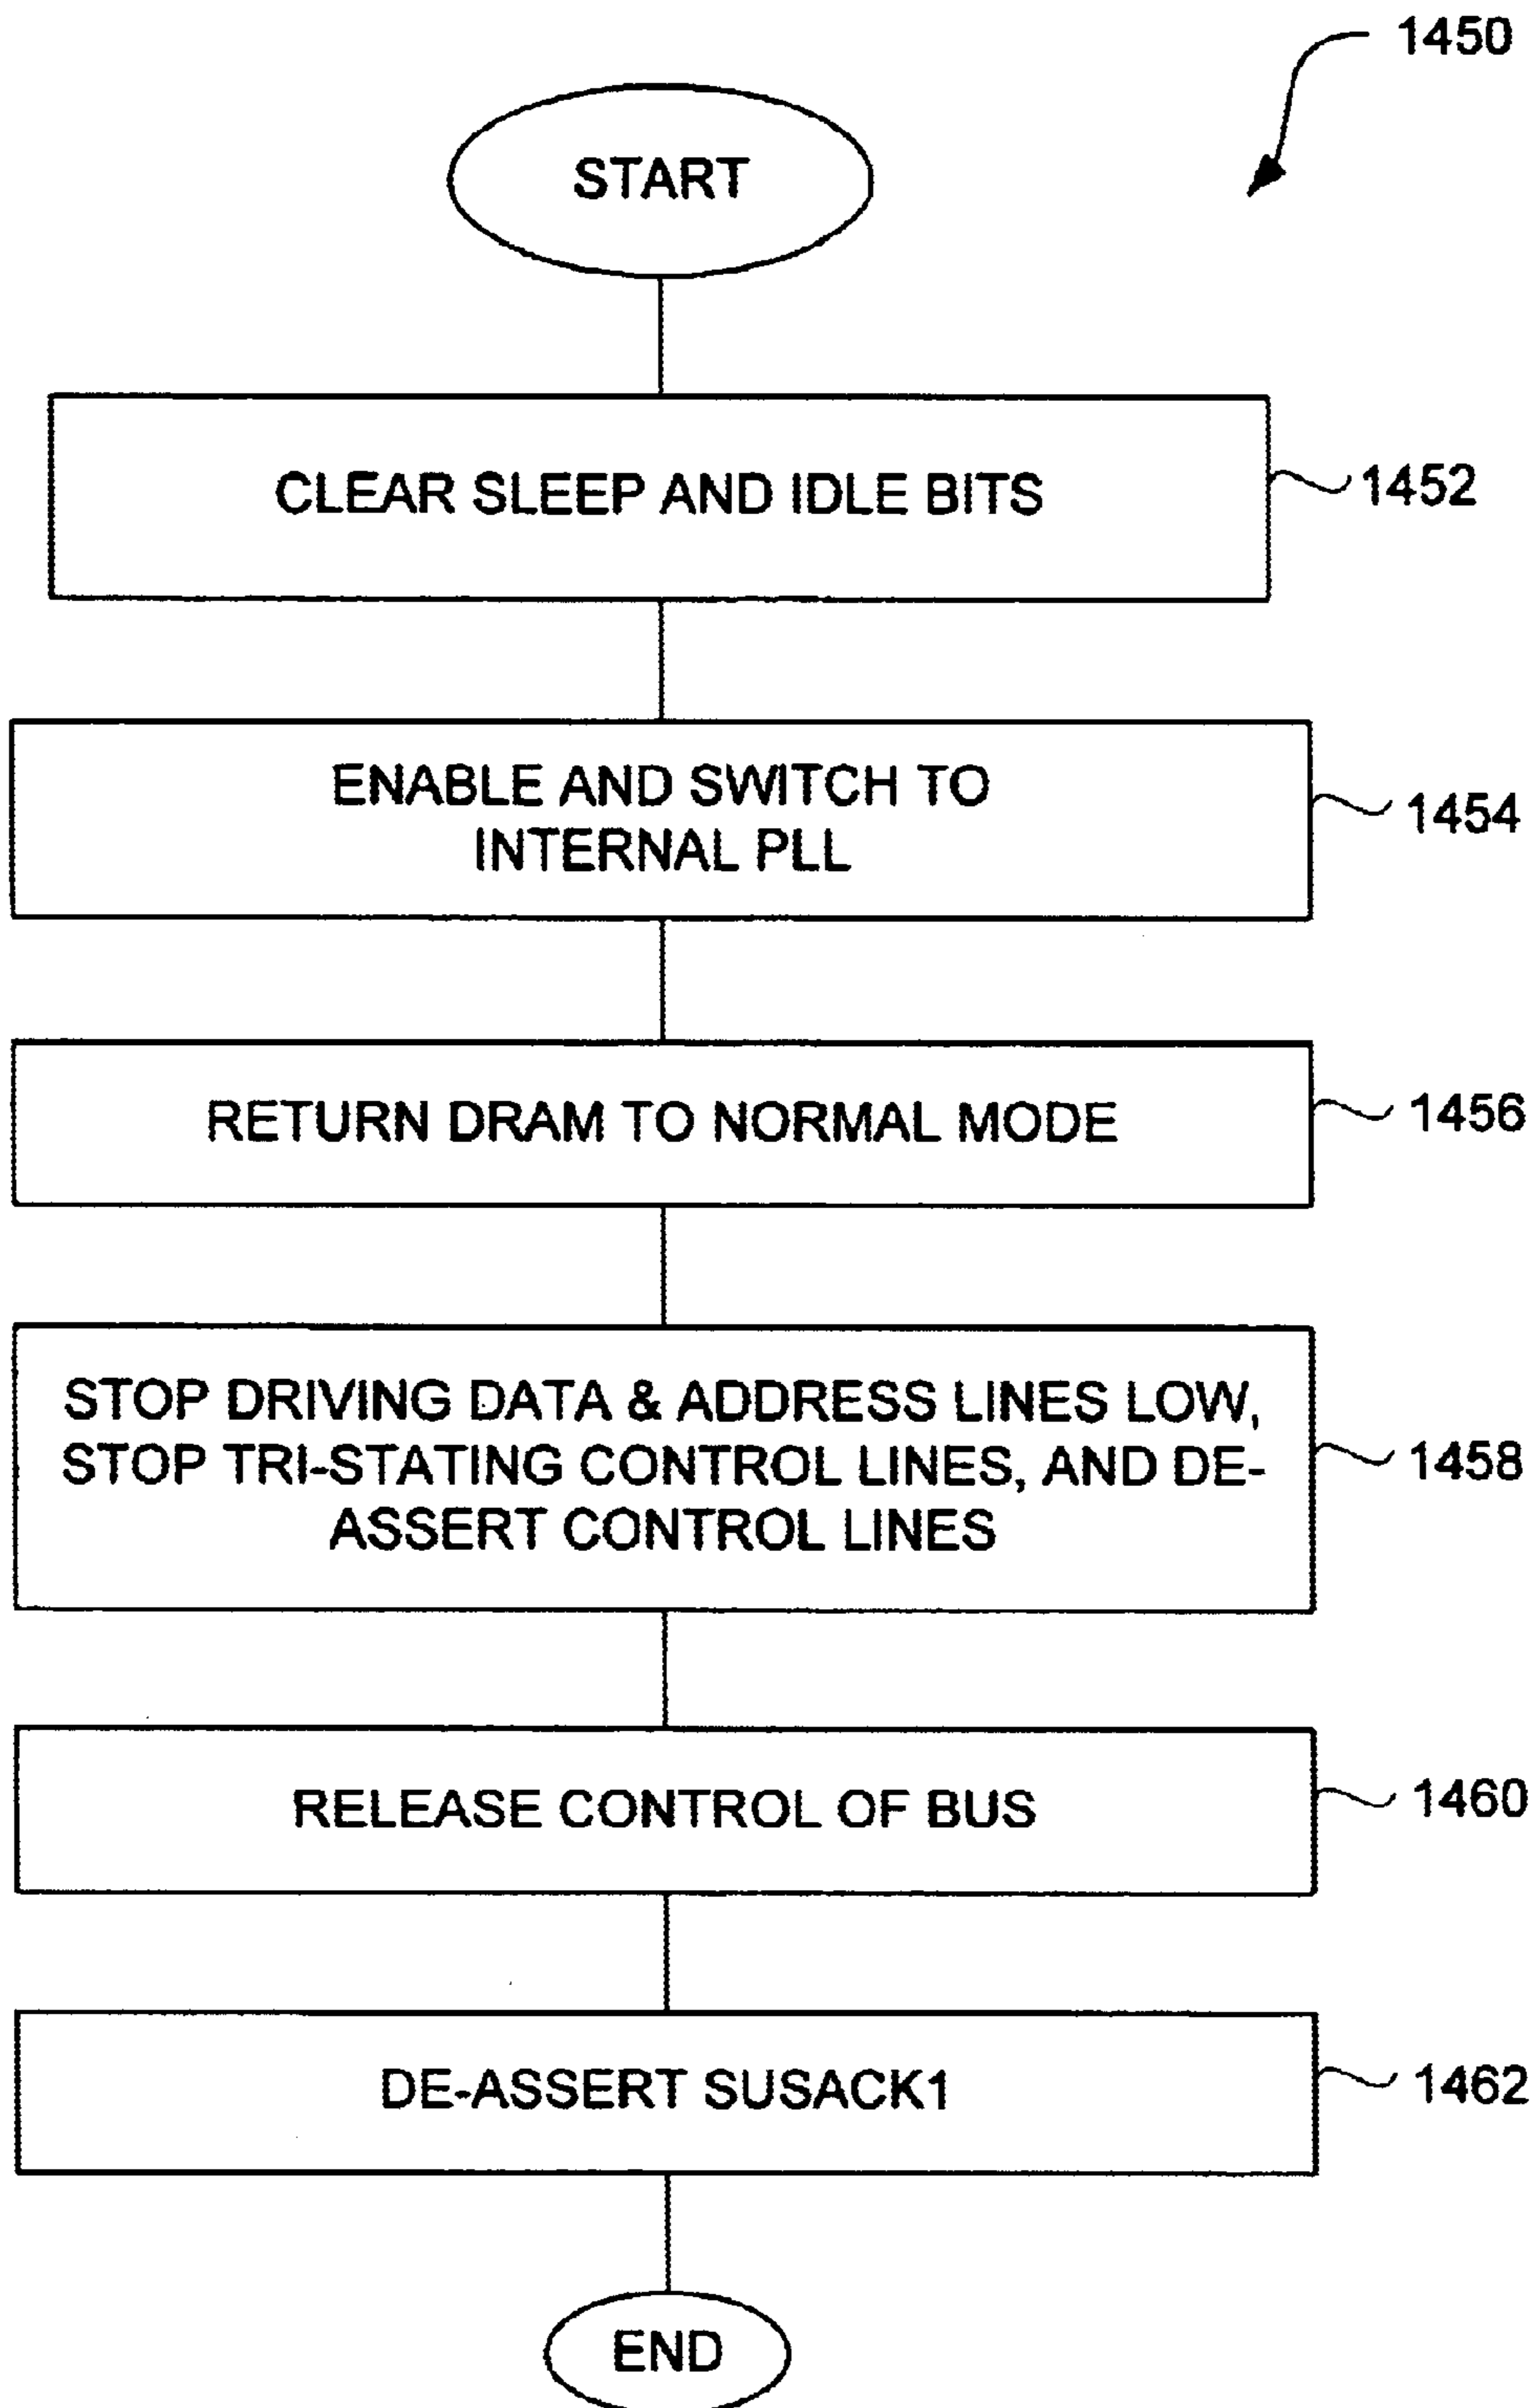 1450
START
CLEAR SLEEP AND IDLE BITS
1452
ENABLE AND SWITCH TO
INTERNAL PLL
1454
RETURN DRAM TO NORMAL MODE
1456
STOP DRIVING DATA & ADDRESS LINES LOW,
STOP TRI-STATING CONTROL LINES, AND DE-
ASSERT CONTROL LINES
1458
RELEASE CONTROL OF BUS
1460
DE-ASSERT SUSACK1
1462
END